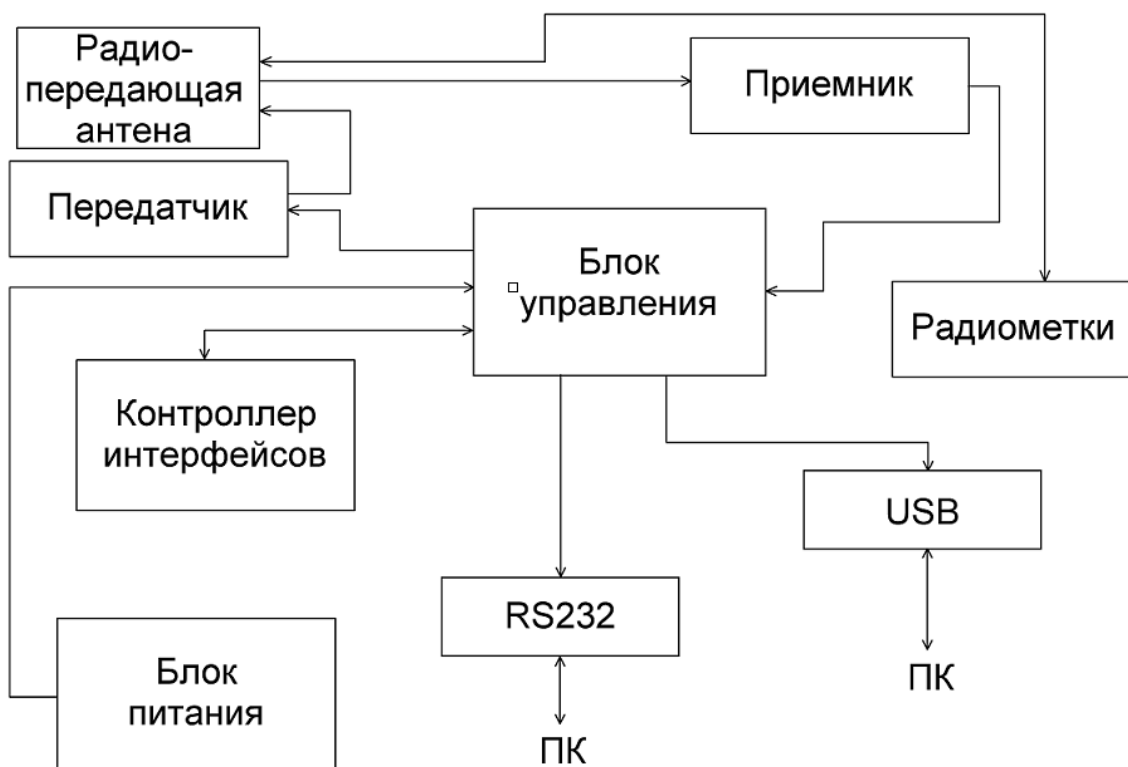 Радио-
передающая
антена
Приемник
Передатчик
Блок
управления
Радиометки
Контроллер
интерфейсов
USB
RS232
Блок
питания
ПК
ПК